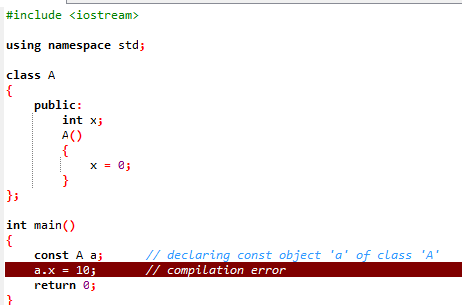 #include <iostream>
using namespace std;
class A
{
public:
int x;
A()
{
x = 0;
}
};
int main()
{
const A a; // declaring const object 'a' of class 'A'
a.x = 10; // compilation error
return 0;
}